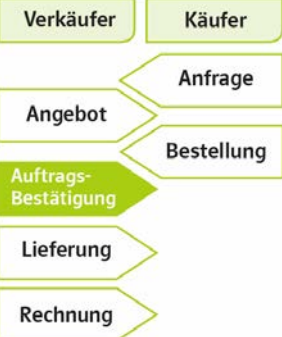 Verkäufer
Käufer
Anfrage
Angebot
Bestellung
Auftrags-
Bestätigung
Lieferung
Rechnung